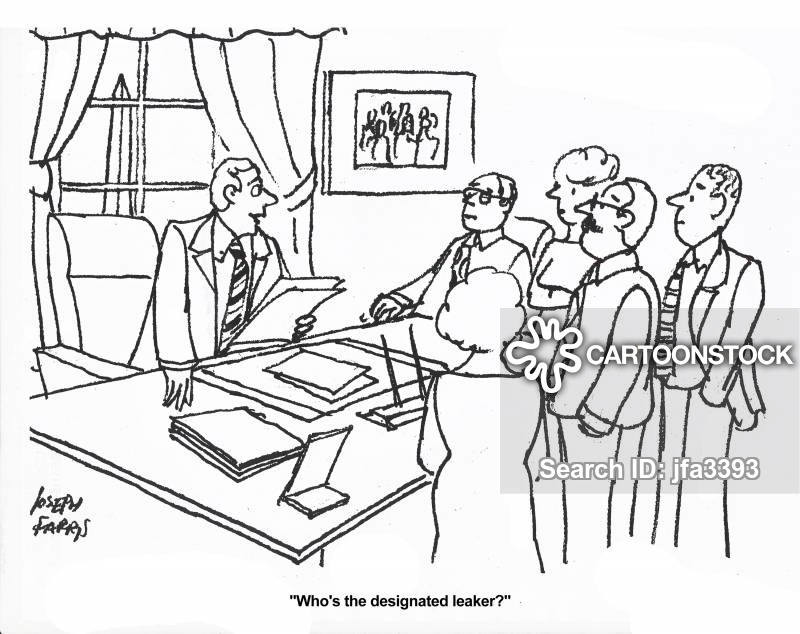 CARTOONSTOCK
Search ID: jfa3393
JOSEPH
FARRIS
"Who's the designated leaker?"